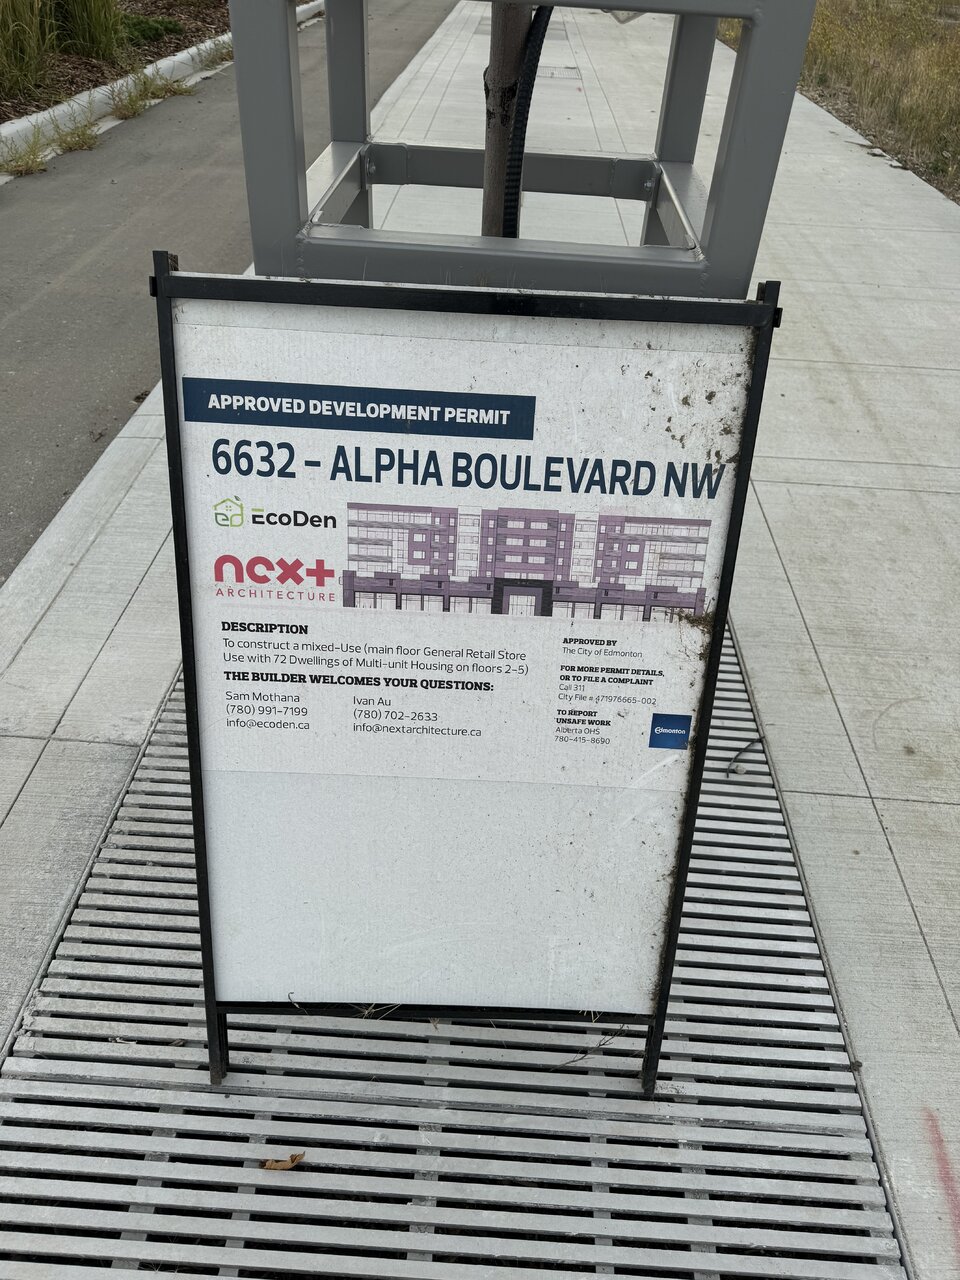 APPROVED DEVELOPMENT PERMIT
6632 – ALPHA BOULEVARD NW
EcoDen
next
ARCHITECTURE
DESCRIPTION
To construct a mixed-Use (main floor General Retail Store
Use with 72 Dwellings of Multi-unit Housing on floors 2-5)
THE BUILDER WELCOMES YOUR QUESTIONS:
Sam Mothana
(780) 991-7199
info@ecoden.ca
Ivan Au
(780) 702-2633
info@nextarchitecture.ca
APPROVED BY
The City of Edmonton
FOR MORE PERMIT DETAILS,
OR TO FILE A COMPLAINT
Call 311
City File # 471976665-002
TO REPORT
UNSAFE WORK
Alberta OHS
780-415-8690
Edmonton